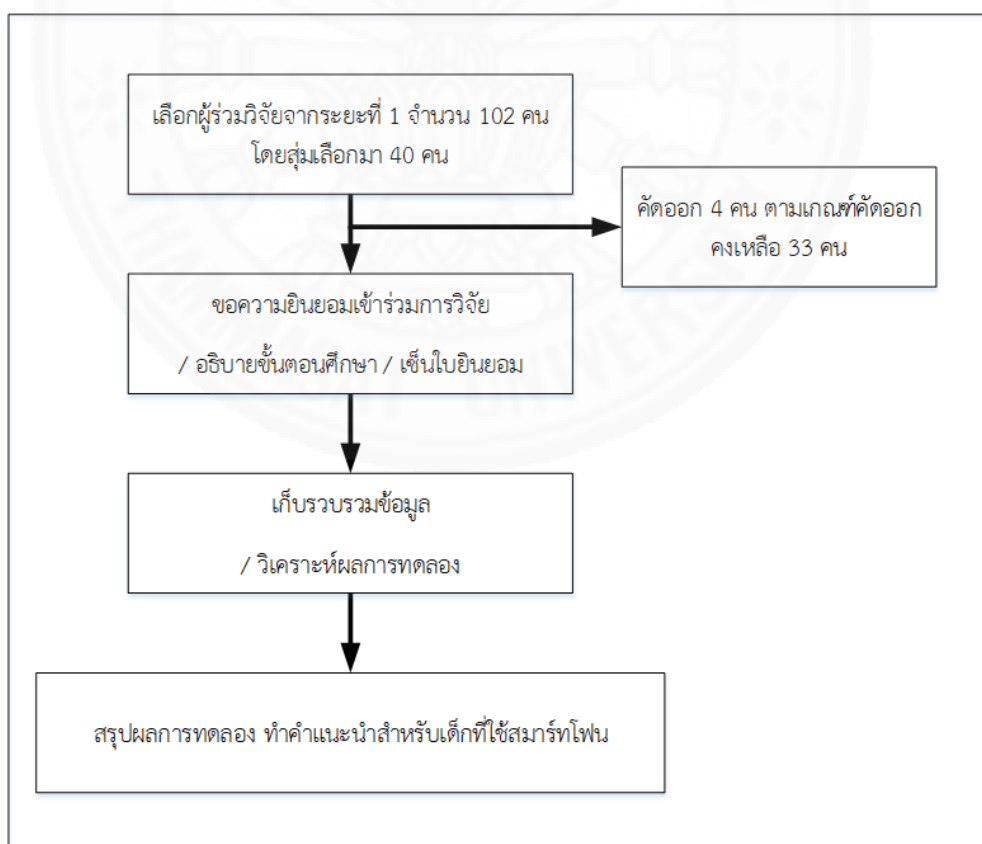 เลือกผู้ร่วมวิจัยจากระยะที่ 1 จำนวน 102 คน
โดยสุ่มเลือกมา 40 คน
คัดออก 4 คน ตามเกณฑ์คัดออก
คงเหลือ 33 คน
ขอความยินยอมเข้าร่วมการวิจัย
/ อธิบายขั้นตอนศึกษา / เซ็นใบยินยอม
เก็บรวบรวมข้อมูล
/ วิเคราะห์ผลการทดลอง
สรุปผลการทดลอง ทำคำแนะนำสำหรับเด็กที่ใช้สมาร์ทโฟน